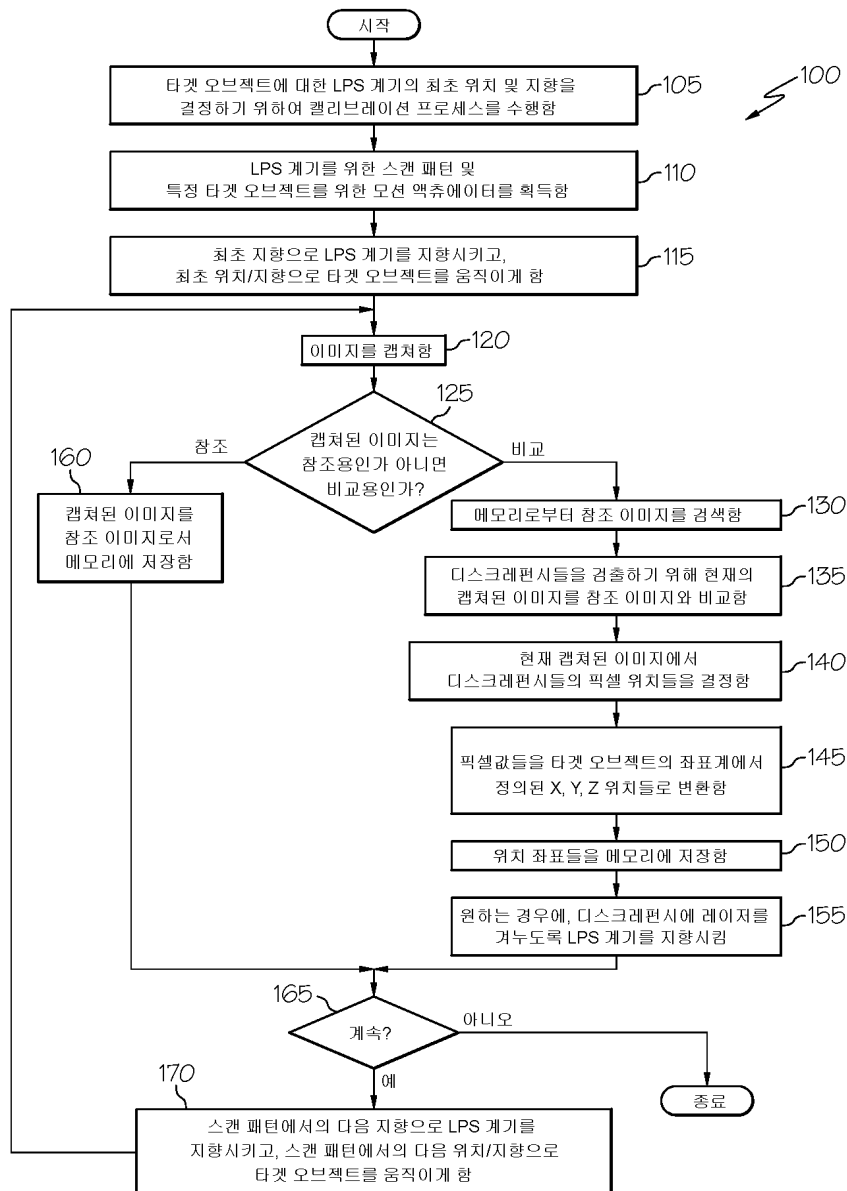 시작
100
타겟 오브젝트에 대한 LPS 계기의 최초 위치 및 지향을
결정하기 위하여 캘리브레이션 프로세스를 수행함
105
LPS 계기를 위한 스캔 패턴 및
특정 타겟 오브젝트를 위한 모션 액츄에이터를 획득함
110
최초 지향으로 LPS 계기를 지향시키고,
최초 위치/지향으로 타겟 오브젝트를 움직이게 함
115
이미지를 캡쳐함
120
125
캡쳐된 이미지는
참조용인가 아니면
비교용인가?
참조
비교
160
캡쳐된 이미지를
참조 이미지로서
메모리에 저장함
메모리로부터 참조 이미지를 검색함
130
디스크레펀시들을 검출하기 위해 현재의
캡쳐된 이미지를 참조 이미지와 비교함
135
현재 캡쳐된 이미지에서
디스크레펀시들의 픽셀 위치들을 결정함
140
픽셀값들을 타겟 오브젝트의 좌표계에서
정의된 X, Y, Z 위치들로 변환함
145
위치 좌표들을 메모리에 저장함
150
원하는 경우에, 디스크레펀시에 레이저를
겨누도록 LPS 계기를 지향시킴
155
165
계속?
아니오
예
종료
170
스캔 패턴에서의 다음 지향으로 LPS 계기를
지향시키고, 스캔 패턴에서의 다음 위치/지향으로
타겟 오브젝트를 움직이게 함